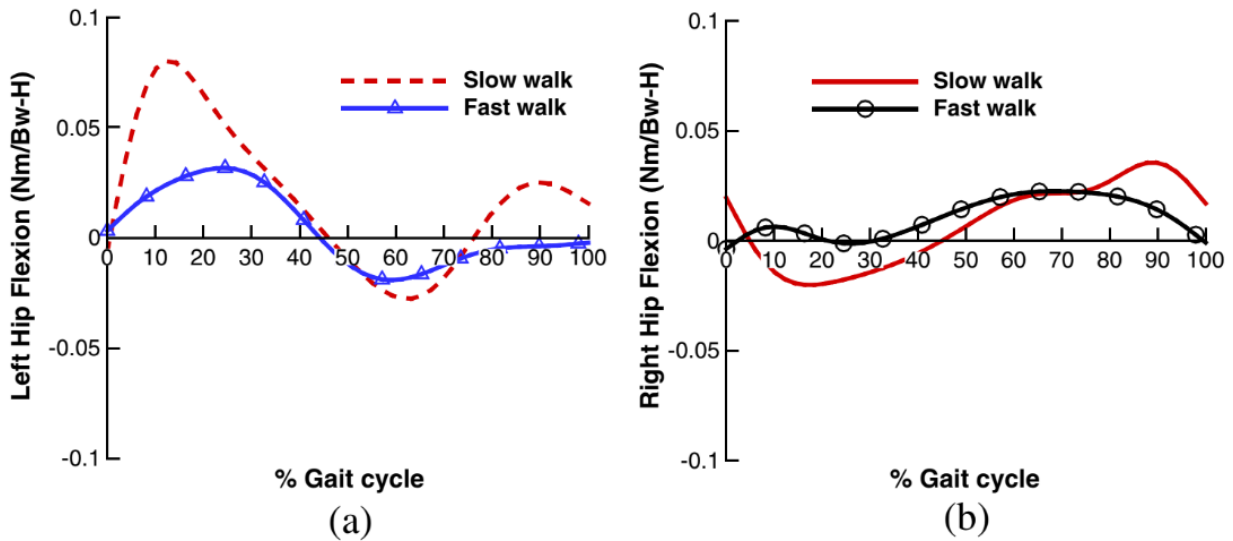 0.1
0.05
0
-0.05
-0.1
Left Hip Flexion (Nm/Bw-H)
Slow walk
Fast walk
0 10 20 30 40 50 60 70 80 90 100
% Gait cycle
(a)
0.1
0.05
0
-0.05
-0.1
Right Hip Flexion (Nm/Bw-H)
Slow walk
Fast walk
0 10 20 30 40 50 60 70 80 90 100
% Gait cycle
(b)